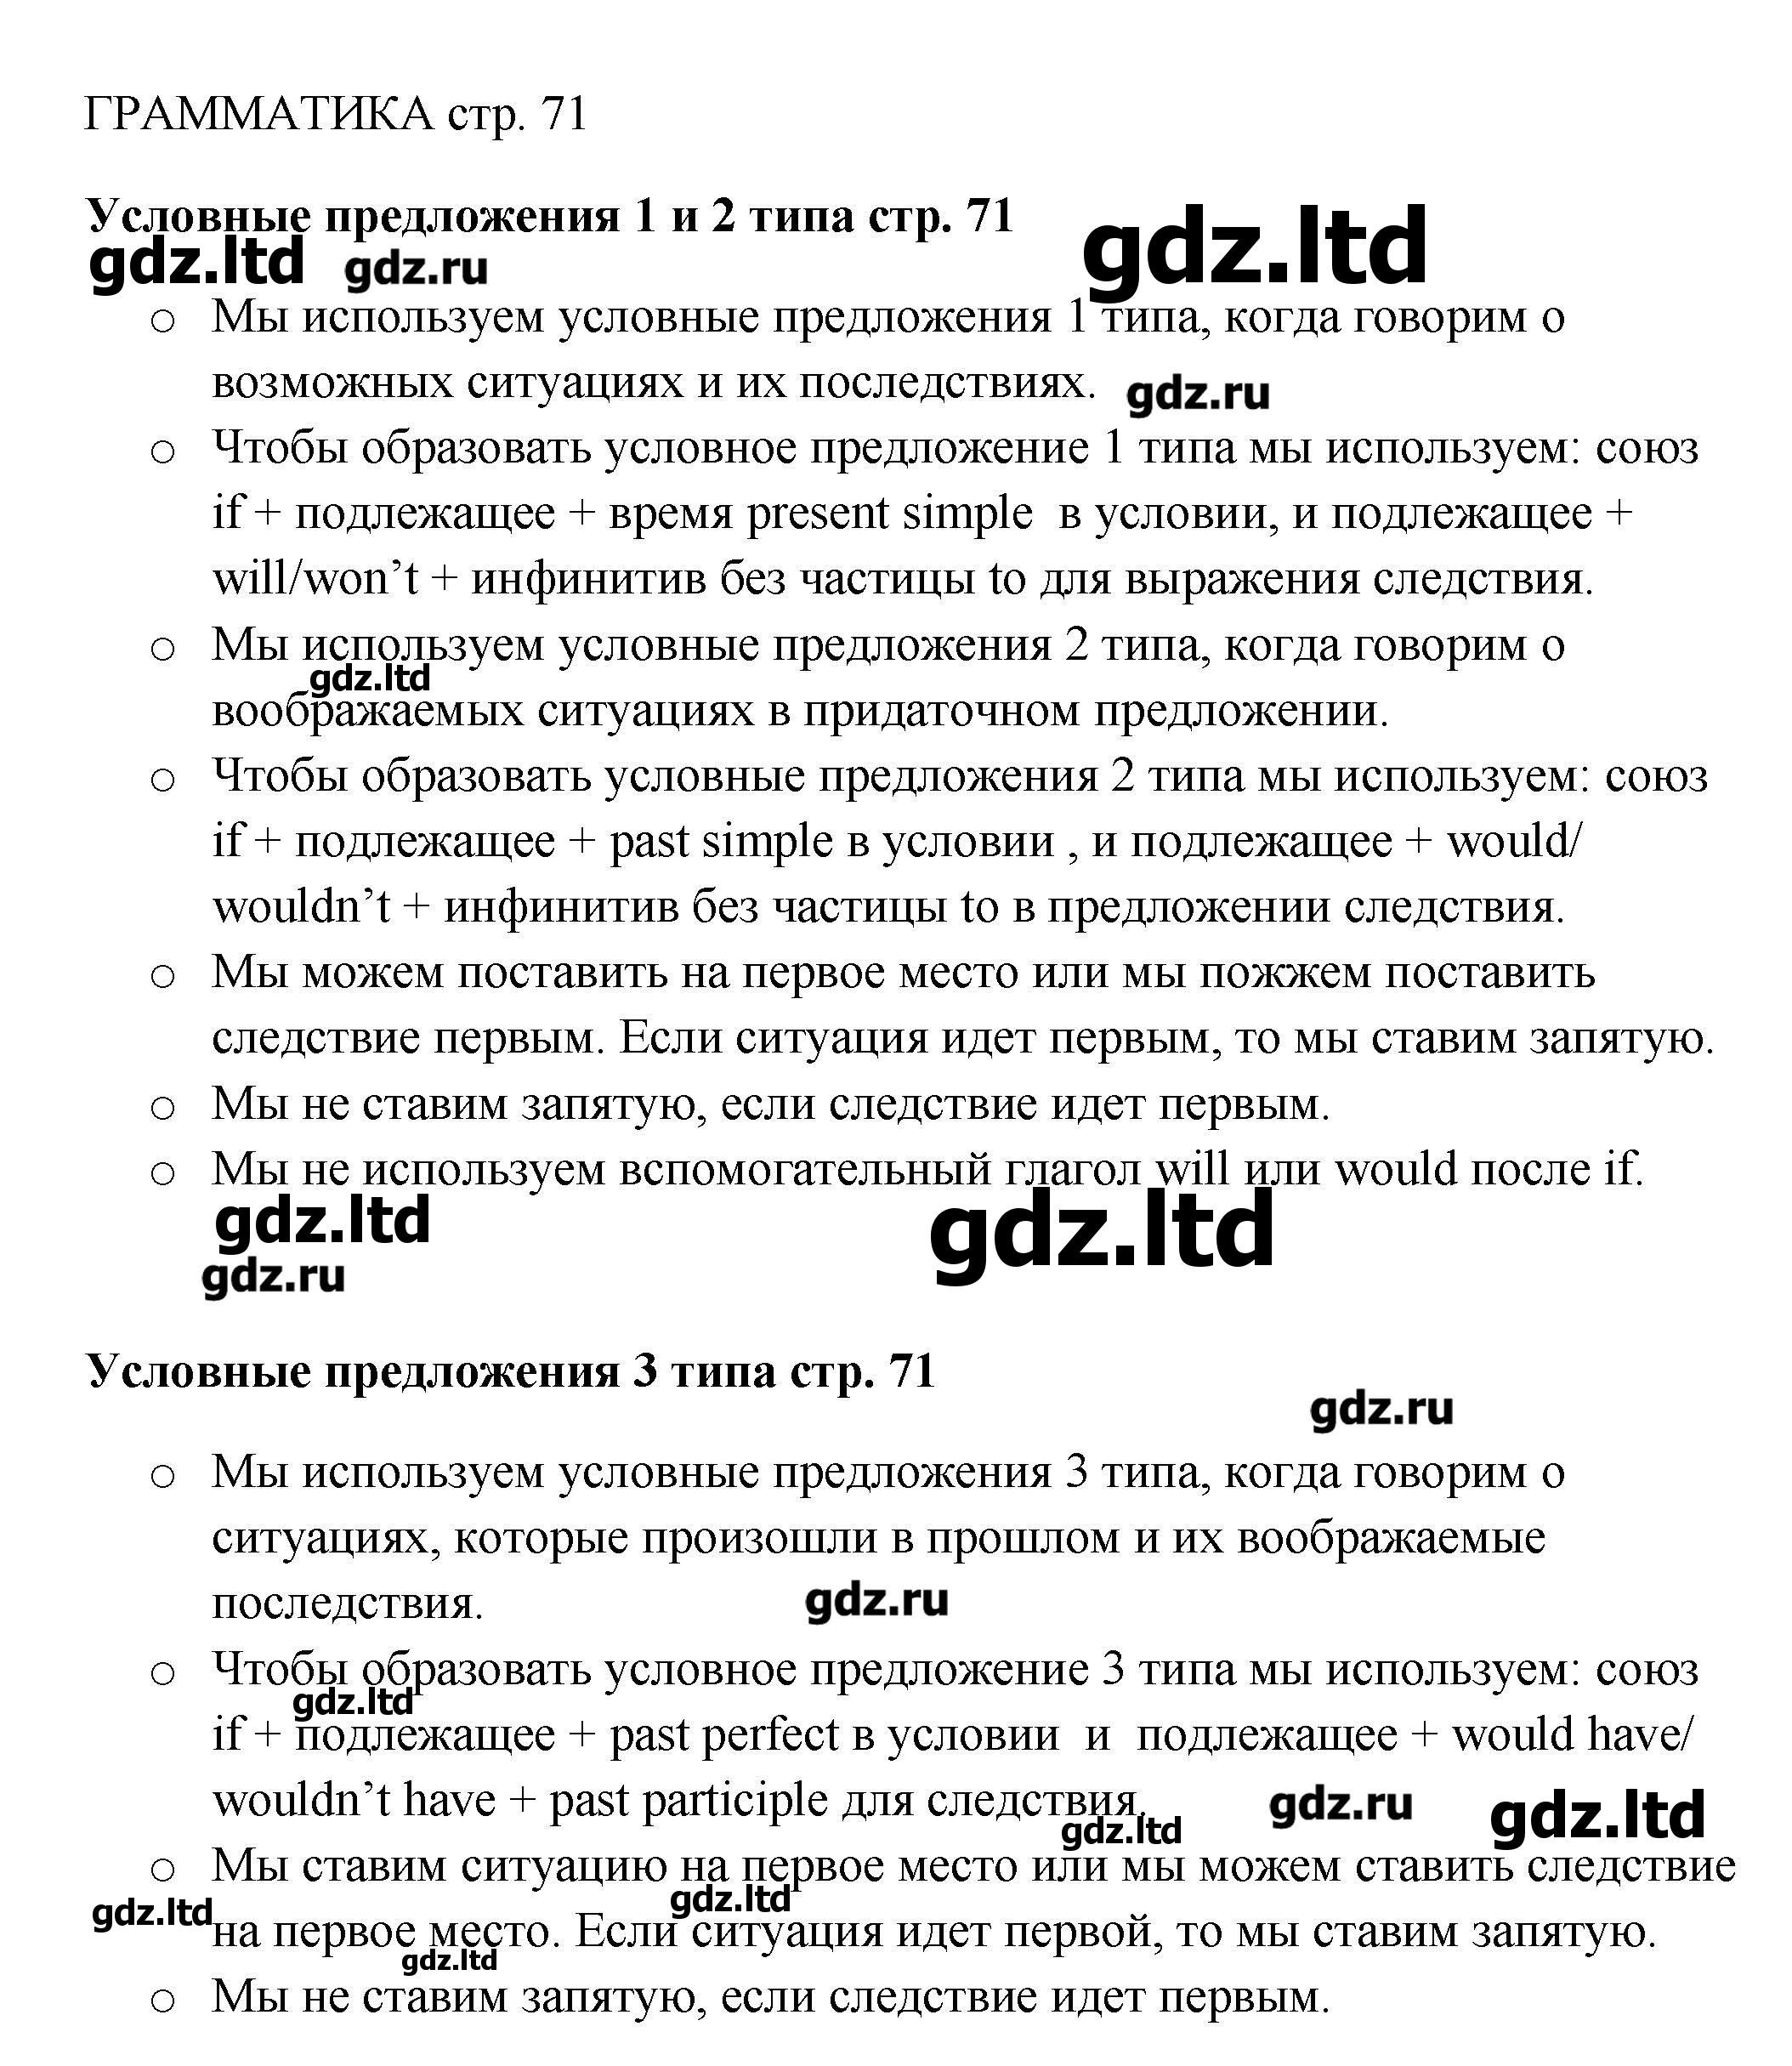 ГРАММАТИКА стр. 71
Условные предложения 1 и 2 типа стр. 71
gdz.ltd
gdz.ltd gdz.ru
o Мы используем условные предложения 1 типа, когда говорим о
возможных ситуациях и их последствиях.
gdz.ru
o Чтобы образовать условное предложение 1 типа мы используем: союз
if + подлежащее + время present simple в условии, и подлежащее +
will/won’t + инфинитив без частицы to для выражения следствия.
o Мы используем условные предложения 2 типа, когда говорим о
gdz.ltd
воображаемых ситуациях в придаточном предложении.
o Чтобы образовать условные предложения 2 типа мы используем: союз
if + подлежащее + past simple в условии , и подлежащее + would/
wouldn’t + инфинитив без частицы to в предложении следствия.
o Мы можем поставить на первое место или мы пожжем поставить
следствие первым. Если ситуация идет первым, то мы ставим запятую.
o Мы не ставим запятую, если следствие идет первым.
o Мы не используем вспомогательный глагол will или would после if.
gdz.ltd gdz.ltd
gdz.ru
Условные предложения 3 типа стр. 71
gdz.ru
o Мы используем условные предложения 3 типа, когда говорим о
ситуациях, которые произошли в прошлом и их воображаемые
последствия.
gdz.ru
o Чтобы образовать условное предложение 3 типа мы используем: союз
gdz.ltd
if + подлежащее + past perfect в условии и подлежащее + would have/
wouldn’t have + past participle для следствия.
gdz.ru gdz.ltd
gdz.ltd
o Мы ставим ситуацию на первое место или мы можем ставить следствие
gdz.ltd gdz.ltd
на первое место. Если ситуация идет первой, то мы ставим запятую.
gdz.ltd
o Мы не ставим запятую, если следствие идет первым.